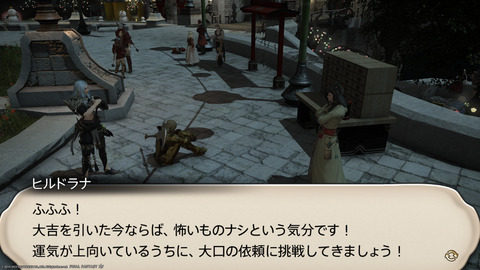 ヒルドラナ
ふふふ！
大吉を引いた今ならば、怖いものナシという気分です！
運気が上向いているうちに、大口の依頼に挑戦してきましょう！
FINAL FANTASY XIV